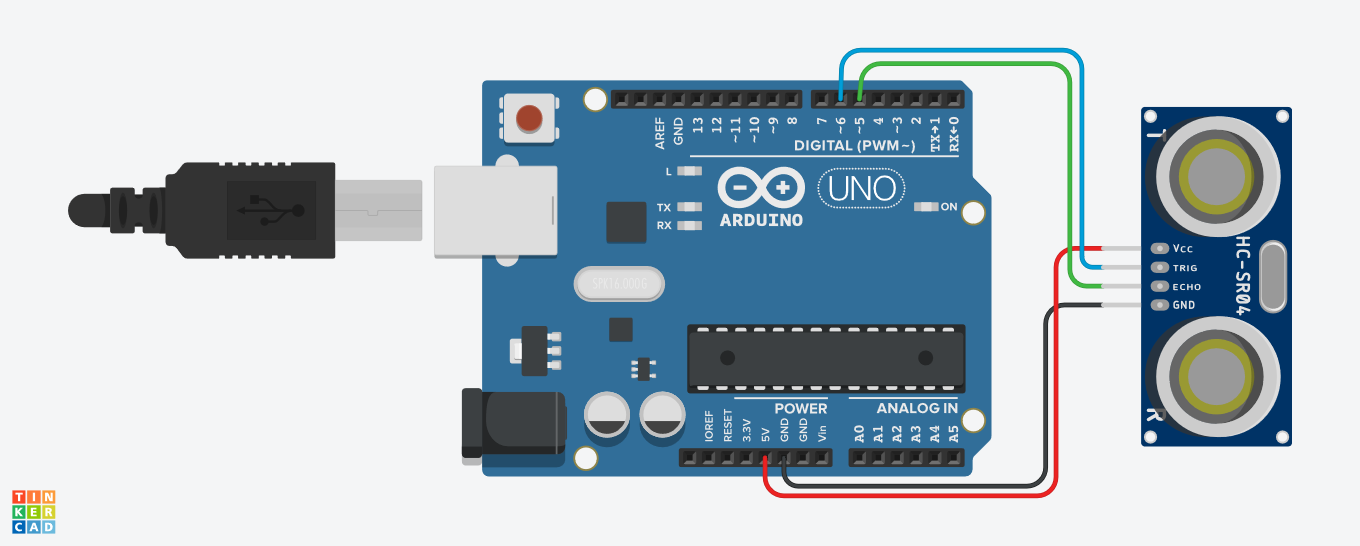 AREF
GND
13
12
~11
~10
~9
8
7
~6
~5
4
~3
2
TX→1
RX←0
DIGITAL (PWM~)
L
TX
RX
UNO
ON
ARDUINO
SPK16.000G
T
VCC
TRIG
ECHO
GND
HC-SR04
R
POWER
ANALOG IN
IOREF
RESET
3.3V
5V
GND
GND
Vin
A0
A1
A2
A3
A4
A5
TIN
KER
CAD